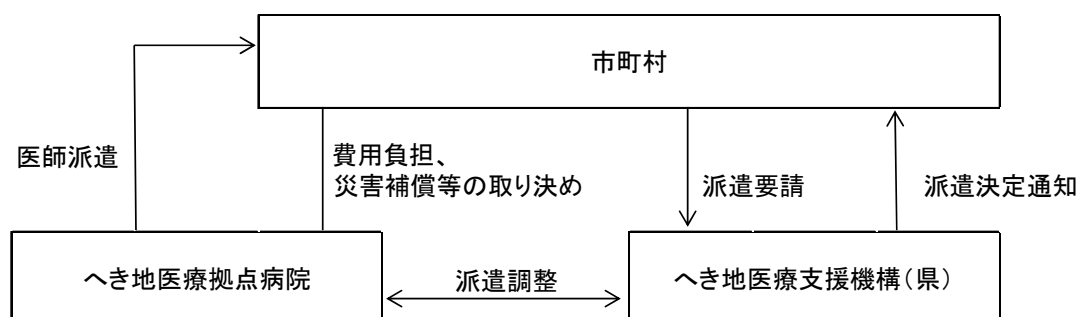 市町村
医師派遣
費用負担、
災害補償等の取り決め
派遣要請
派遣決定通知
へき地医療拠点病院
派遣調整
へき地医療支援機構(県)